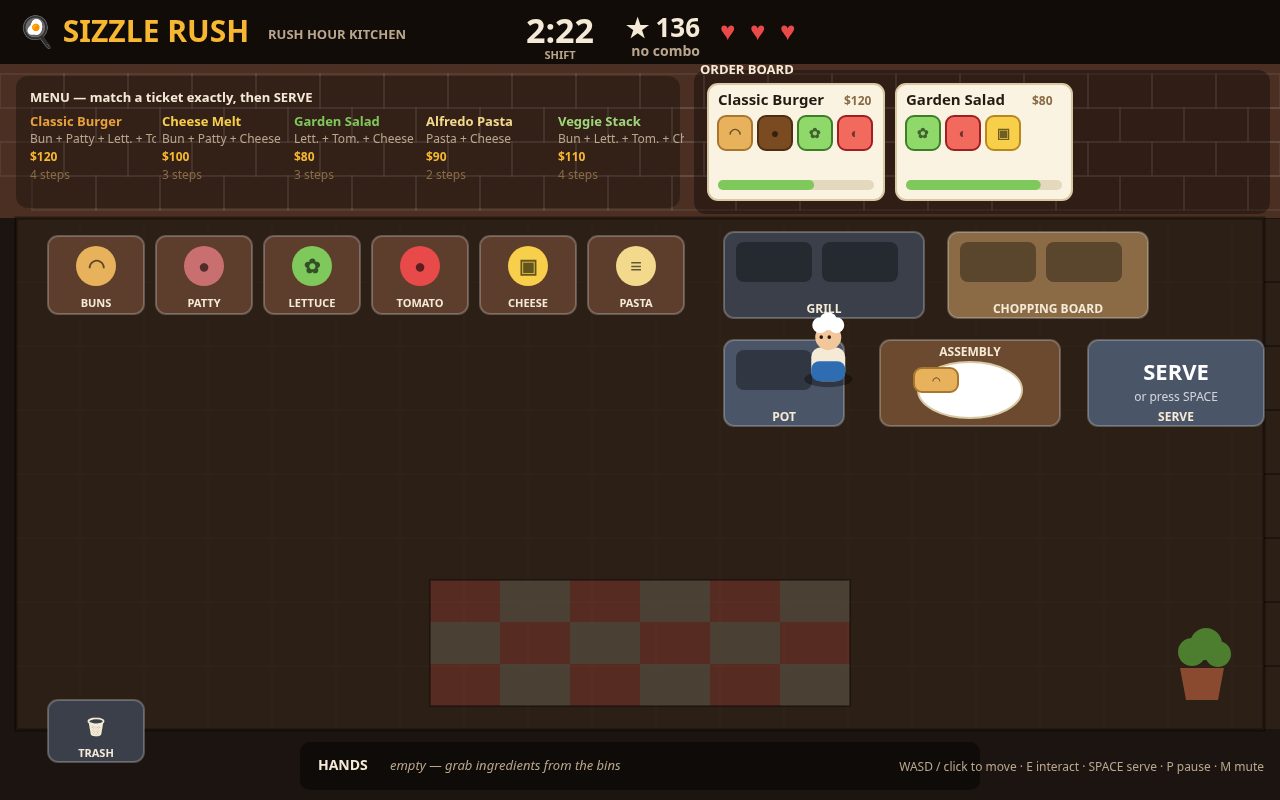 SIZZLE RUSH
RUSH HOUR KITCHEN
2:22
SHIFT
★ 136
no combo
MENU — match a ticket exactly, then SERVE
Classic Burger
Bun + Patty + Lett. + To
$120
4 steps
Cheese Melt
Bun + Patty + Cheese
$100
3 steps
Garden Salad
Lett. + Tom. + Cheese
$80
3 steps
Alfredo Pasta
Pasta + Cheese
$90
2 steps
Veggie Stack
Bun + Lett. + Tom. + Ch
$110
4 steps
ORDER BOARD
Classic Burger $120
Garden Salad $80
BUNS
PATTY
LETTUCE
TOMATO
CHEESE
PASTA
GRILL
CHOPPING BOARD
POT
ASSEMBLY
SERVE
or press SPACE
SERVE
TRASH
HANDS empty — grab ingredients from the bins
WASD / click to move · E interact · SPACE serve · P pause · M mute